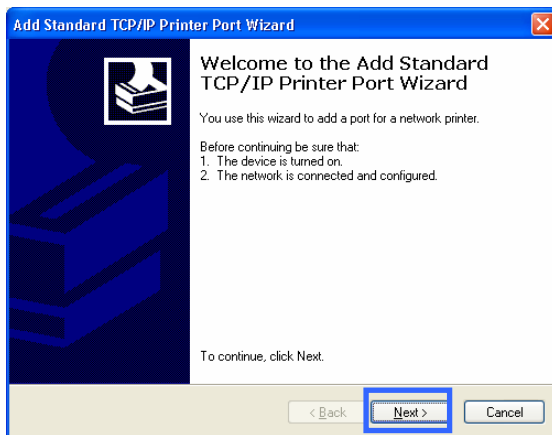 Add Standard TCP/IP Printer Port Wizard
Welcome to the Add Standard
TCP/IP Printer Port Wizard
You use this wizard to add a port for a network printer.
Before continuing be sure that:
1. The device is turned on.
2. The network is connected and configured.
To continue, click Next.
< Back
Next >
Cancel